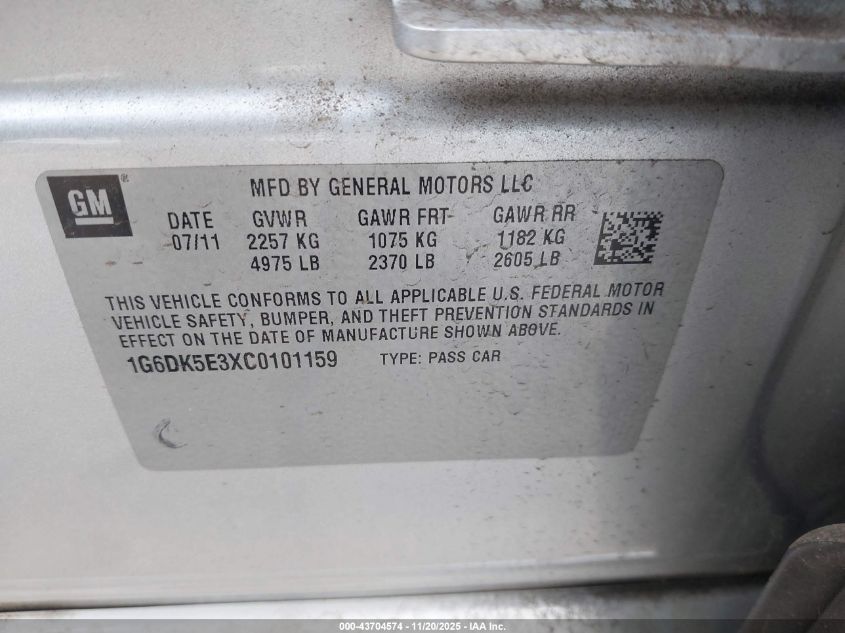 GM®
MFD BY GENERAL MOTORS LLC
DATE GVWR GAWR FRT GAWR RR
07/11 2257 KG 1075 KG 1182 KG
4975 LB 2370 LB 2605 LB
THIS VEHICLE CONFORMS TO ALL APPLICABLE U.S. FEDERAL MOTOR
VEHICLE SAFETY, BUMPER, AND THEFT PREVENTION STANDARDS IN
EFFECT ON THE DATE OF MANUFACTURE SHOWN ABOVE.
1G6DK5E3XC0101159 TYPE: PASS CAR
000-43704574 | 11/20/2025 - IAA Inc.